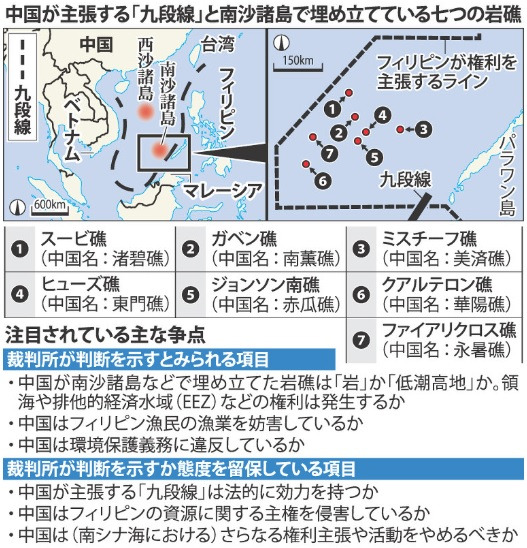 中国が主張する「九段線」と南沙諸島で埋め立てている七つの岩礁
九段線
中国
台湾
西沙諸島
南沙諸島
フィリピン
ベトナム
マレーシア
600km
150km
フィリピンが権利を
主張するライン
1
2
3
4
5
6
7
九段線
パラワン島
1 スービ礁
(中国名:渚碧礁)
2 ガベン礁
(中国名:南薫礁)
3 ミスチーフ礁
(中国名:美済礁)
4 ヒューズ礁
(中国名:東門礁)
5 ジョンソン南礁
(中国名:赤瓜礁)
6 クアルテロン礁
(中国名:華陽礁)
7 ファイアリクロス礁
(中国名:永暑礁)
注目されている主な争点
裁判所が判断を示すとみられる項目
・中国が南沙諸島などで埋め立てた岩礁は「岩」か「低潮高地」か。領
海や排他的経済水域(EEZ)などの権利は発生するか
・中国はフィリピン漁民の漁業を妨害しているか
・中国は環境保護義務に違反しているか
裁判所が判断を示すか態度を留保している項目
・中国が主張する「九段線」は法的に効力を持つか
・中国はフィリピンの資源に関する主権を侵害しているか
・中国は(南シナ海における)さらなる権利主張や活動をやめるべきか